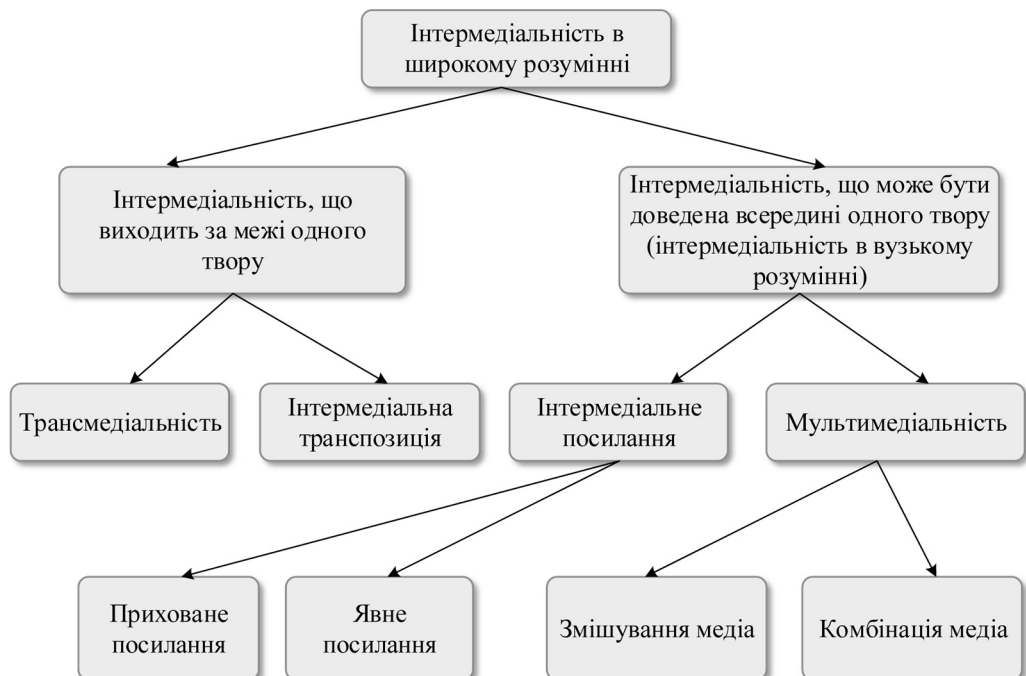 Інтермедіальність в
широкому розумінні
Інтермедіальність, що
виходить за межі одного
твору
Інтермедіальність, що може бути
доведена всередині одного твору
(інтермедіальність в вузькому
розумінні)
Трансмедіальність
Інтермедіальна
транспозиція
Інтермедіальне
посилання
Мультимедіальність
Приховане
посилання
Явне
посилання
Змішування медіа
Комбінація медіа